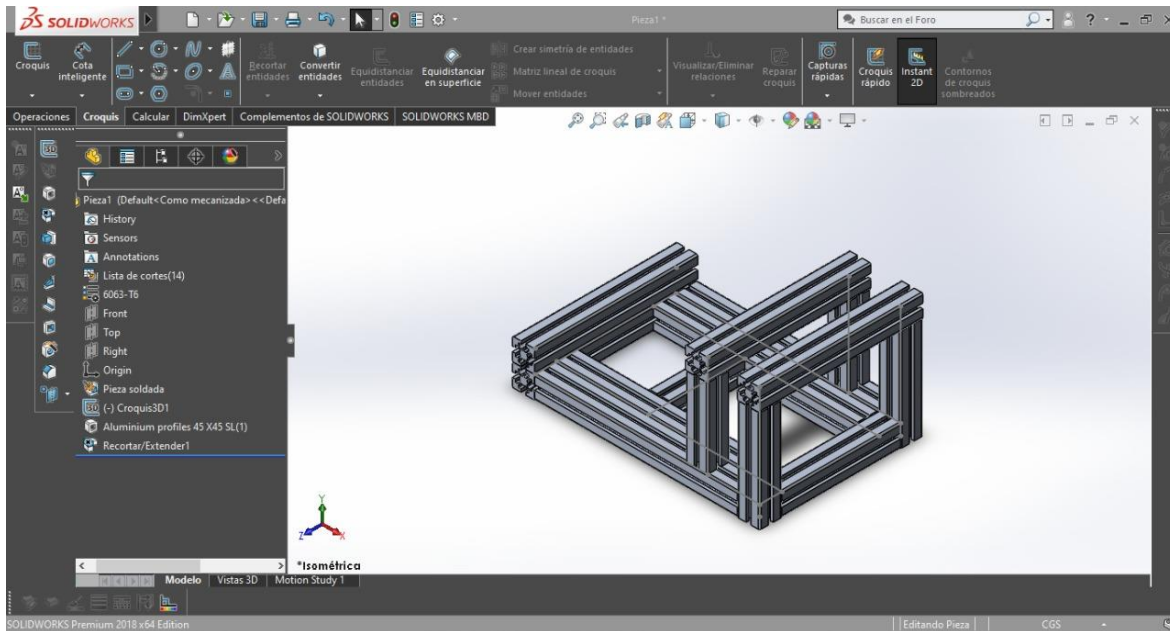 SOLIDWORKS
Pieza1 *
Buscar en el Foro
Croquis
Cota inteligente
Recortar entidades
Convertir entidades
Equidistanciar entidades
Equidistanciar en superficie
Crear simetría de entidades
Matriz lineal de croquis
Mover entidades
Visualizar/Eliminar relaciones
Reparar croquis
Capturas rápidas
Croquis rápido
Instant 2D
Contornos de croquis sombreados
Operaciones
Croquis
Calcular
DimXpert
Complementos de SOLIDWORKS
SOLIDWORKS MBD
Pieza1 (Default<Como mecanizada><<Defa
History
Sensors
Annotations
Lista de cortes(14)
6063-T6
Front
Top
Right
Origin
Pieza soldada
(-) Croquis3D1
Aluminium profiles 45 X45 SL(1)
Recortar/Extender1
Y
Z
X
*Isométrica
Modelo
Vistas 3D
Motion Study 1
SOLIDWORKS Premium 2018 x64 Edition
Editando Pieza
CGS